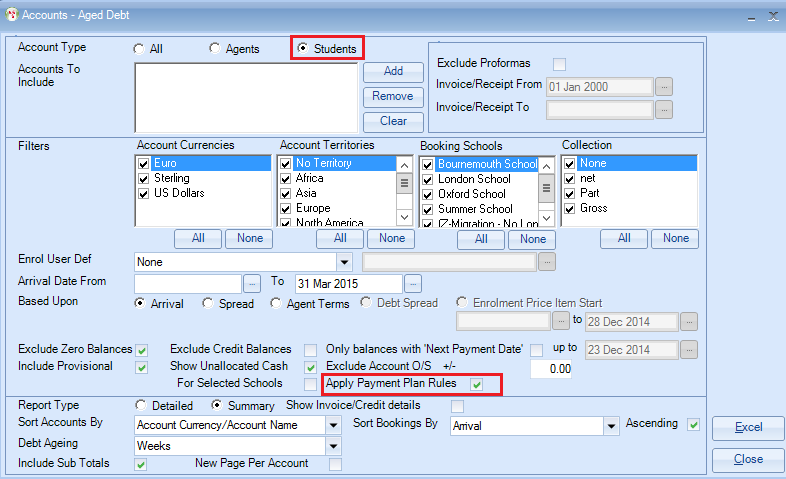 Accounts - Aged Debt
Account Type All Agents Students
Accounts To Include
Add
Remove
Clear
Exclude Proformas
Invoice/Receipt From 01 Jan 2000 ...
Invoice/Receipt To ...
Filters
Account Currencies
Euro
Sterling
US Dollars
All None
Account Territories
No Territory
Africa
Asia
Europe
North America
All None
Booking Schools
Bournemouth School
London School
Oxford School
Summer School
All None
Collection
None
net
Part
Gross
All None
Enrol User Def None ...
Arrival Date From ... To 31 Mar 2015 ...
Based Upon Arrival Spread Agent Terms Debt Spread Enrolment Price Item Start
... to 28 Dec 2014 ...
Exclude Zero Balances Exclude Credit Balances Only balances with 'Next Payment Date' up to 23 Dec 2014 ...
Include Provisional Show Unallocated Cash Exclude Account O/S +/- 0.00
For Selected Schools Apply Payment Plan Rules
Report Type Detailed Summary Show Invoice/Credit details
Sort Accounts By Account Currency/Account Name Sort Bookings By Arrival Ascending
Debt Ageing Weeks
Include Sub Totals New Page Per Account
Excel
Close